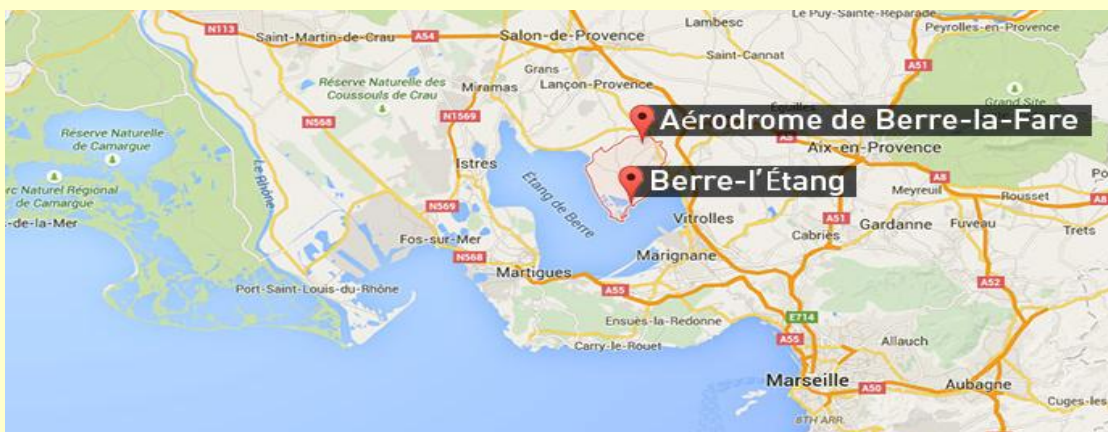 Le Puy-Sainte-Réparade
N113
Saint-Martin-de-Crau
A54
Salon-de-Provence
Lambesc
Peyrolles-en-Provence
Saint-Cannat
A51
Grans
Lançon-Provence
Réserve Naturelle des
Coussouls de Crau
Miramas
Grand Site
N1569
N568
Aérodrome de Berre-la-Fare
Réserve Naturelle
de Camargue
Aix-en-Provence
Istres
Le Rhône
Étang de Berre
Berre-l'Étang
A8
Parc Naturel Régional
de Camargue
Meyreuil
Rousset
A8
N569
Vitrolles
A51
Gardanne
Fuveau
Trets
-de-la-Mer
Fos-sur-Mer
Cabriès
N568
Marignane
Martigues
A55
A52
Port-Saint-Louis-du-Rhône
Ensuès-la-Redonne
E714
A55
Allauch
Carry-le-Rouet
Marseille
A50
Aubagne
Cuges-les
8TH ARR.